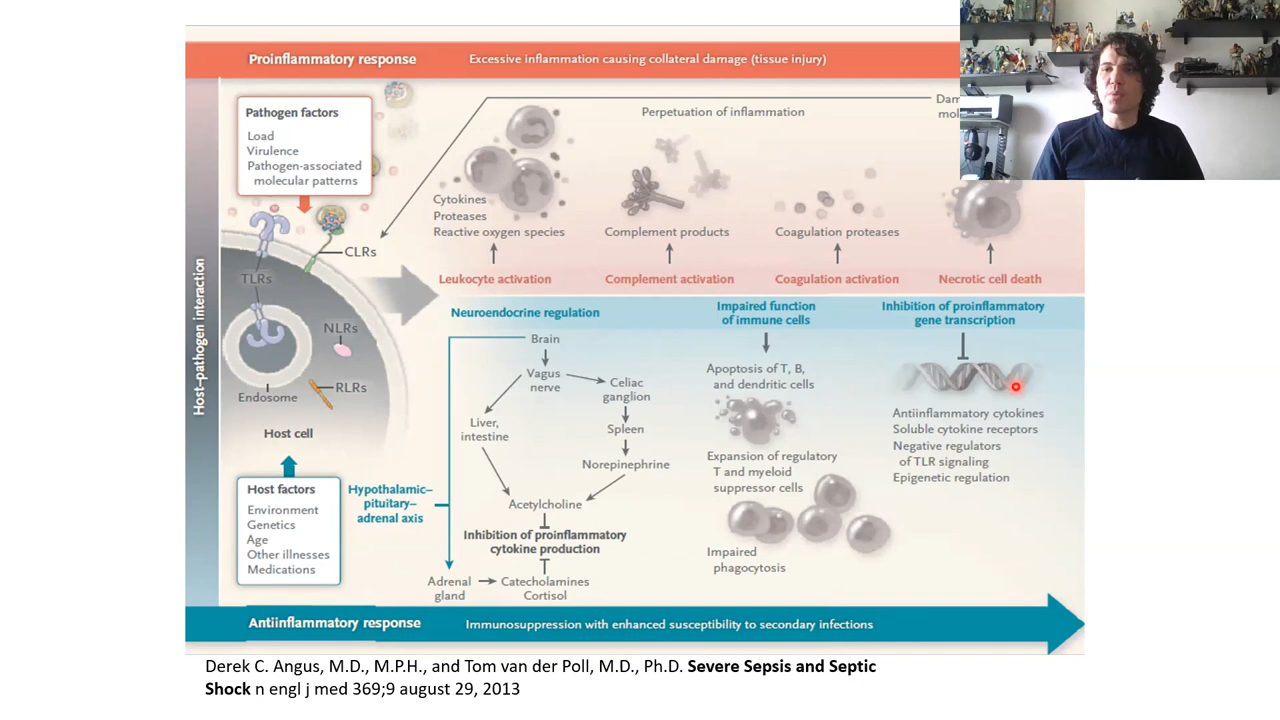 Proinflammatory response
Excessive inflammation causing collateral damage (tissue injury)
Host–pathogen interaction
Pathogen factors
Load
Virulence
Pathogen-associated
molecular patterns
TLRs
CLRs
NLRs
RLRs
Endosome
Host cell
Host factors
Environment
Genetics
Age
Other illnesses
Medications
Perpetuation of inflammation
Cytokines
Proteases
Reactive oxygen species
Leukocyte activation
Complement products
Complement activation
Coagulation proteases
Coagulation activation
Necrotic cell death
Neuroendocrine regulation
Brain
Vagus
nerve
Celiac
ganglion
Liver,
intestine
Spleen
Norepinephrine
Acetylcholine
Hypothalamic–
pituitary–
adrenal axis
Inhibition of proinflammatory
cytokine production
Adrenal
gland
Catecholamines
Cortisol
Impaired function
of immune cells
Apoptosis of T, B,
and dendritic cells
Expansion of regulatory
T and myeloid
suppressor cells
Impaired
phagocytosis
Inhibition of proinflammatory
gene transcription
Antiinflammatory cytokines
Soluble cytokine receptors
Negative regulators
of TLR signaling
Epigenetic regulation
Antiinflammatory response
Immunosuppression with enhanced susceptibility to secondary infections
Derek C. Angus, M.D., M.P.H., and Tom van der Poll, M.D., Ph.D. Severe Sepsis and Septic
Shock n engl j med 369;9 august 29, 2013